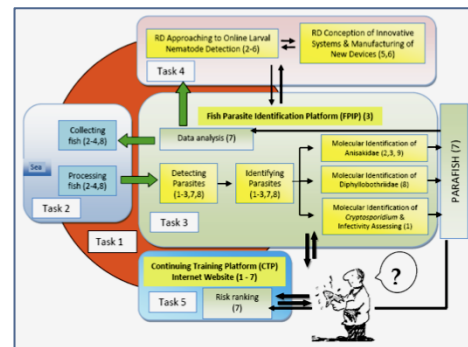 RD Approaching to Online Larval
Nematode Detection (2-6)
RD Conception of Innovative
Systems & Manufacturing of
New Devices (5,6)
Task 4
Fish Parasite Identification Platform (FPIP) (3)
Collecting
fish (2-4,8)
Data analysis (7)
Sea
Processing
fish (2-4,8)
Task 2
Detecting
Parasites
(1-3,7,8)
Identifying
Parasites
(1-3,7,8)
Molecular Identification of
Anisakidae (2,3, 9)
Molecular Identification of
Diphyllobothriidae (8)
Molecular Identification of
Cryptosporidium &
Infectivity Assessing (1)
PARAFISH (7)
Task 3
Task 1
Continuing Training Platform (CTP)
Internet Website (1 - 7)
Task 5
Risk ranking
(7)
?